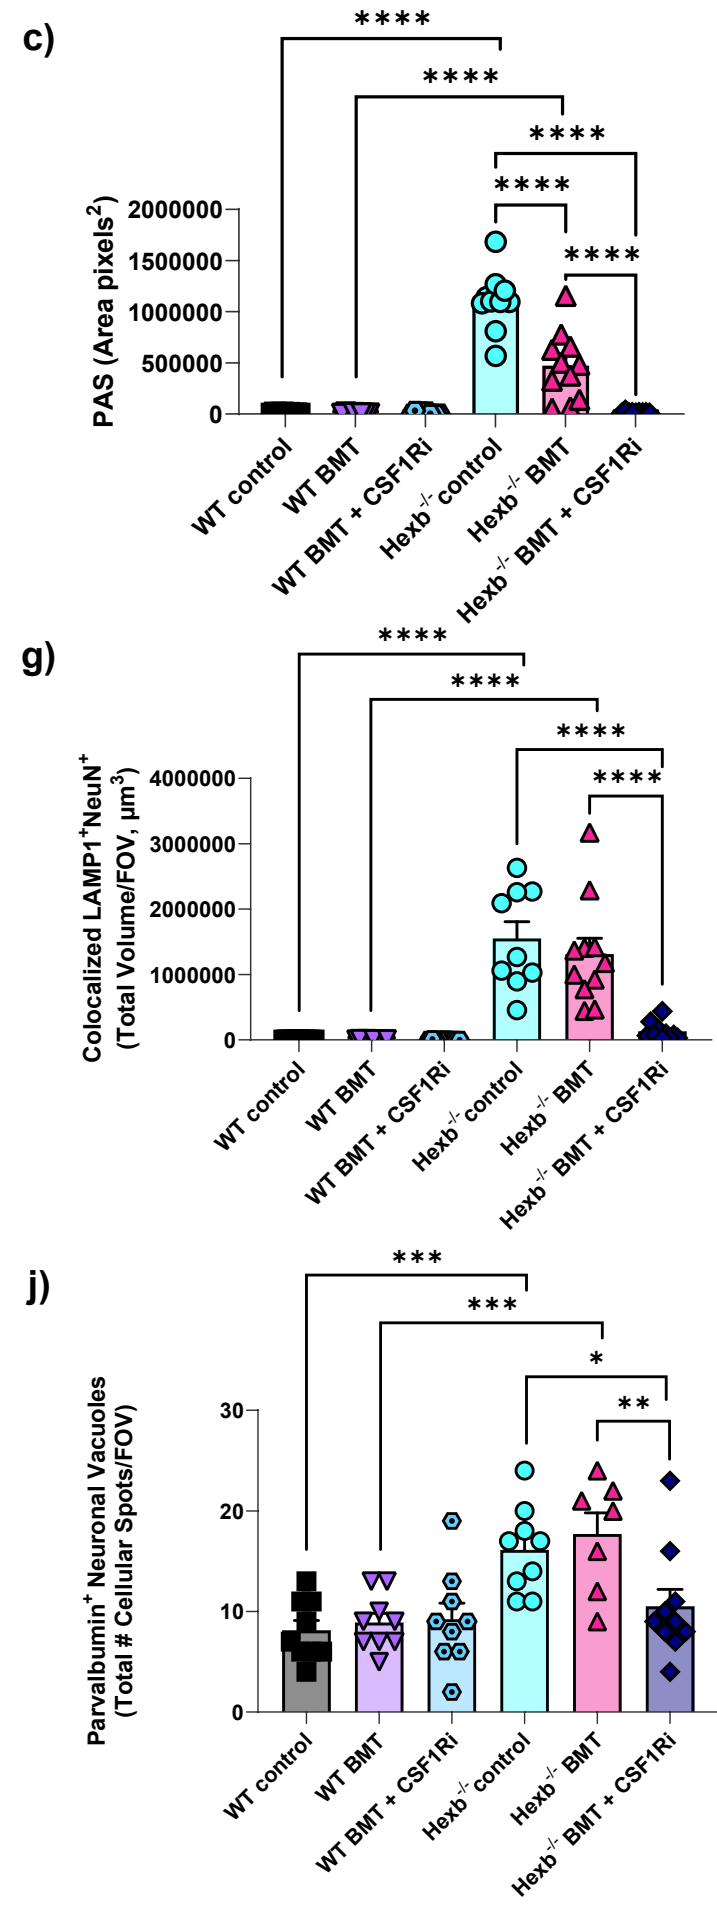 c)
****
****
****
****
****
PAS (Area pixels²)
2000000
1500000
1000000
500000
0
WT control
WT BMT
WT BMT + CSF1Ri
Hexb⁻/⁻ control
Hexb⁻/⁻ BMT
Hexb⁻/⁻ BMT + CSF1Ri
g)
****
****
****
****
Colocalized LAMP1⁺NeuN⁺
(Total Volume/FOV, µm³)
4000000
3000000
2000000
1000000
0
WT control
WT BMT
WT BMT + CSF1Ri
Hexb⁻/⁻ control
Hexb⁻/⁻ BMT
Hexb⁻/⁻ BMT + CSF1Ri
j)
***
***
*
**
Parvalbumin⁺ Neuronal Vacuoles
(Total # Cellular Spots/FOV)
30
20
10
0
WT control
WT BMT
WT BMT + CSF1Ri
Hexb⁻/⁻ control
Hexb⁻/⁻ BMT
Hexb⁻/⁻ BMT + CSF1Ri